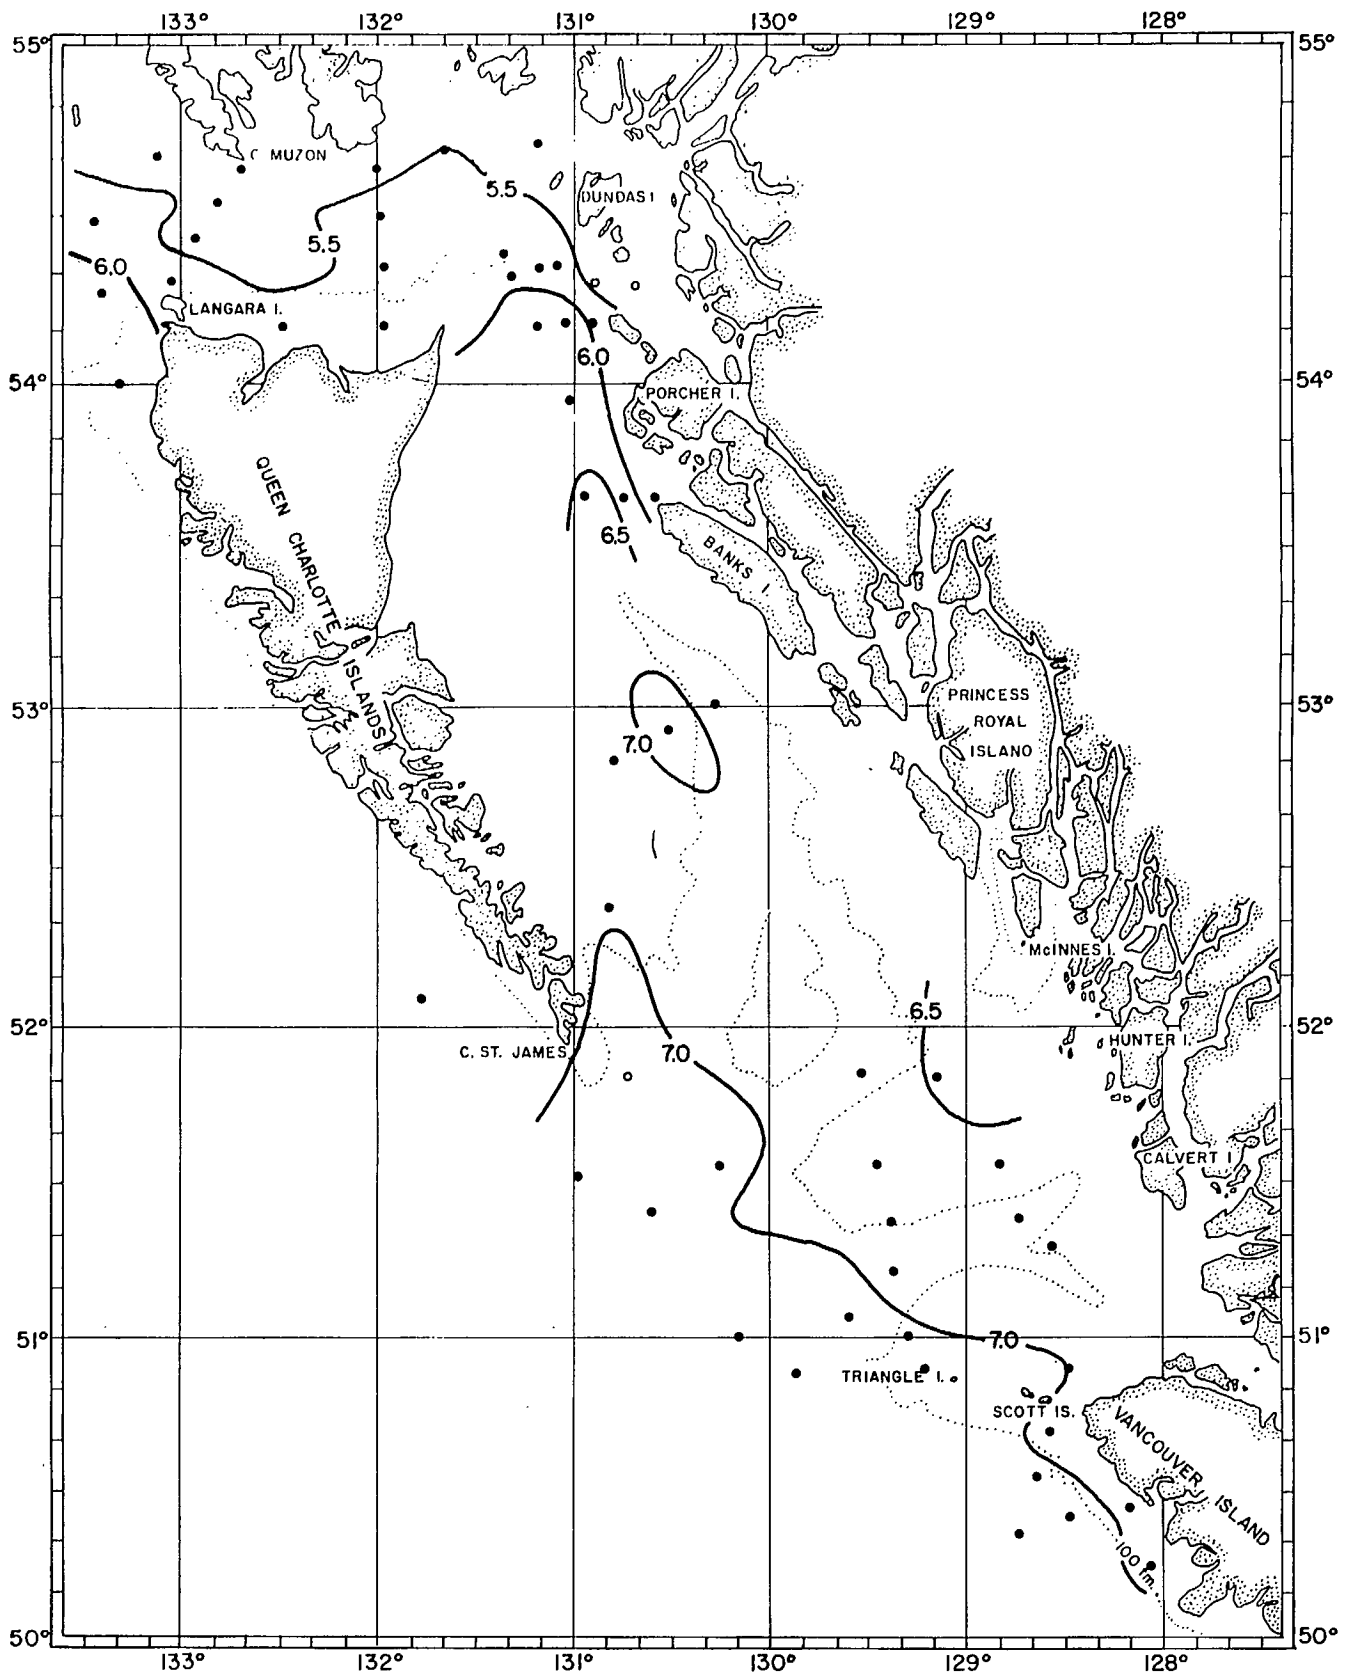 133° 132° 131° 130° 129° 128°
55° 55°
C. MUZON
5.5
DUNDAS I
5.5
6.0
LANGARA I.
6.0
54° 54°
PORCHER I.
QUEEN CHARLOTTE ISLANDS
6.5
BANKS I
PRINCESS
53° 53°
ROYAL
7.0
ISLAND
McINNES I.
6.5
52° 52°
HUNTER I.
C. ST. JAMES
7.0
CALVERT I
51° 51°
7.0
TRIANGLE I.
SCOTT IS.
VANCOUVER ISLAND
100 fm.
50° 50°
133° 132° 131° 130° 129° 128°